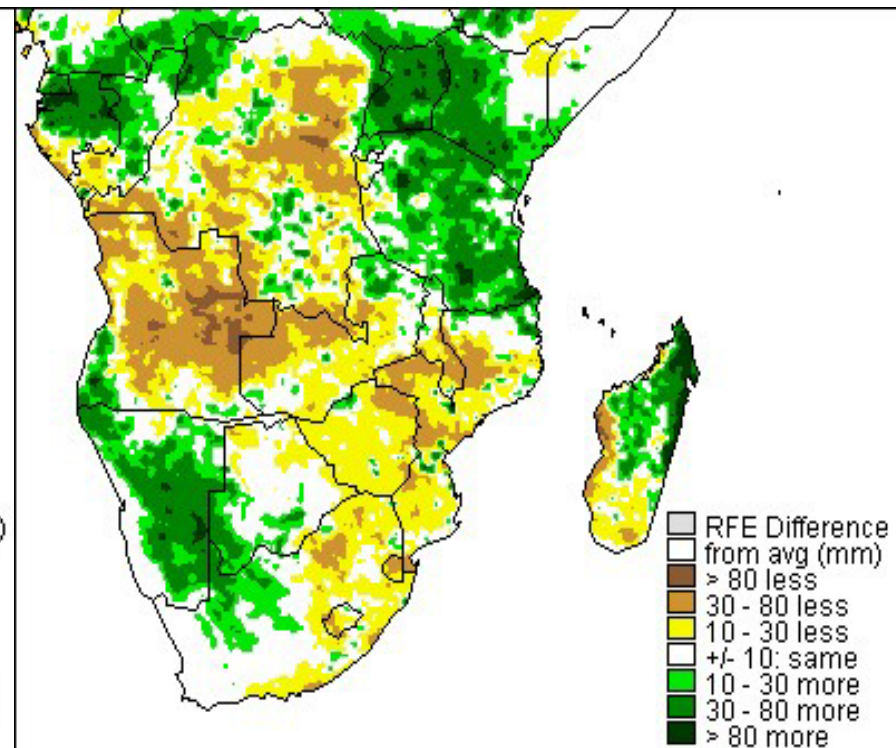 )
RFE Difference
from avg (mm)
> 80 less
30 - 80 less
10 - 30 less
+/- 10: same
10 - 30 more
30 - 80 more
> 80 more